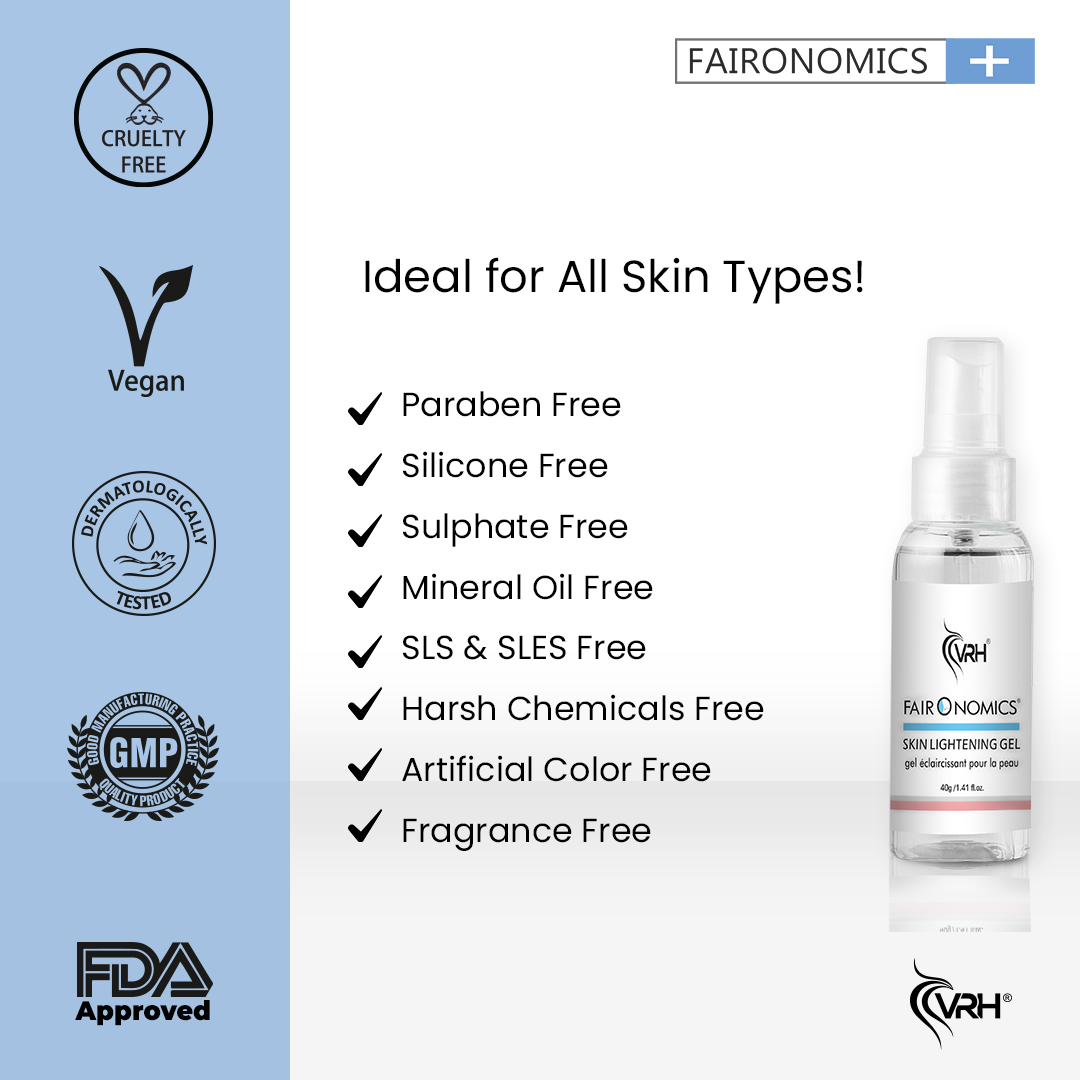 FAIRONOMICS
CRUELTY
FREE
Vegan
DERMATOLOGICALLY
TESTED
GOOD MANUFACTURING PRACTICE
GMP
QUALITY PRODUCT
FDA
Approved
Ideal for All Skin Types!
Paraben Free
Silicone Free
Sulphate Free
Mineral Oil Free
SLS & SLES Free
Harsh Chemicals Free
Artificial Color Free
Fragrance Free
VRH®
FAIRONOMICS®
SKIN LIGHTENING GEL
gel éclaircissant pour la peau
40g /1.41 fl.oz.
VRH®